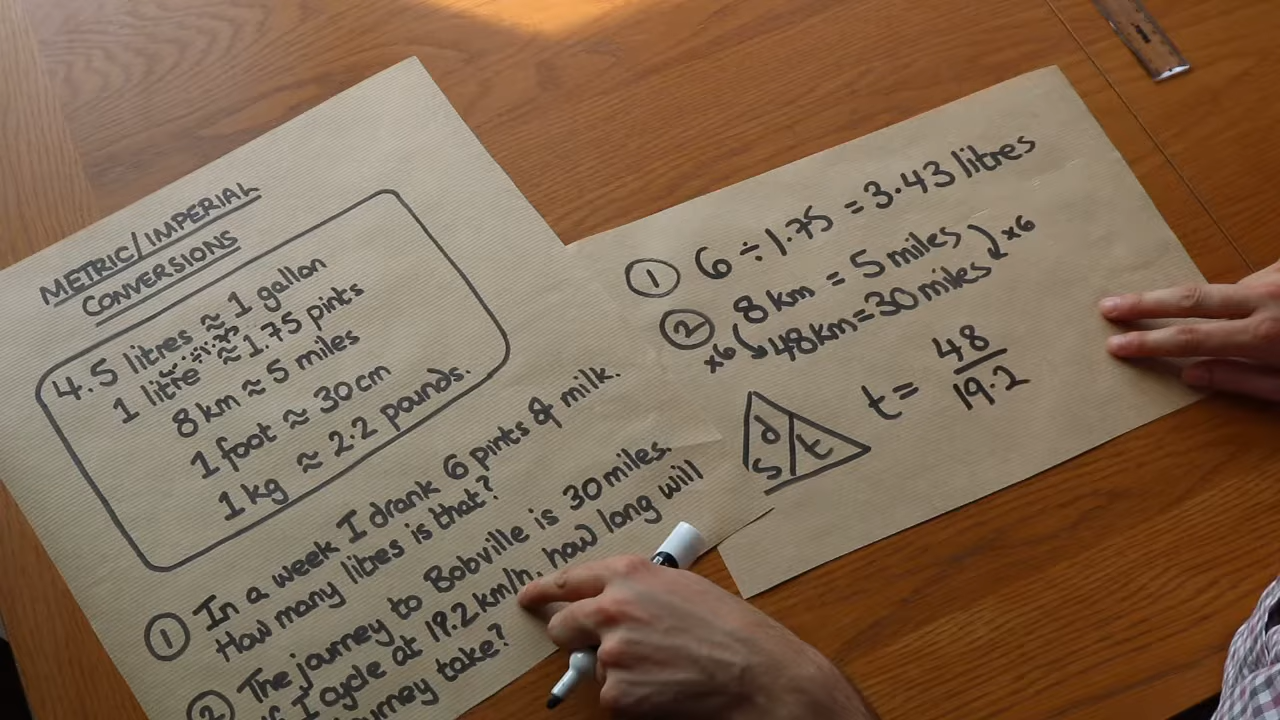 METRIC/IMPERIAL
CONVERSIONS
4.5 litres ≈ 1 gallon
1 litre ≈ 1.75 pints
8 km ≈ 5 miles
1 foot ≈ 30 cm
1 kg ≈ 2.2 pounds.
1 In a week I drank 6 pints of milk.
How many litres is that?
2 The journey to Bobville is 30 miles.
If I cycle at 19.2 km/h, how long will
journey take?
1 6 ÷ 1.75 = 3.43 litres
2 8 km = 5 miles x6
x6 48 km = 30 miles
d
s t
t = 48
19.2